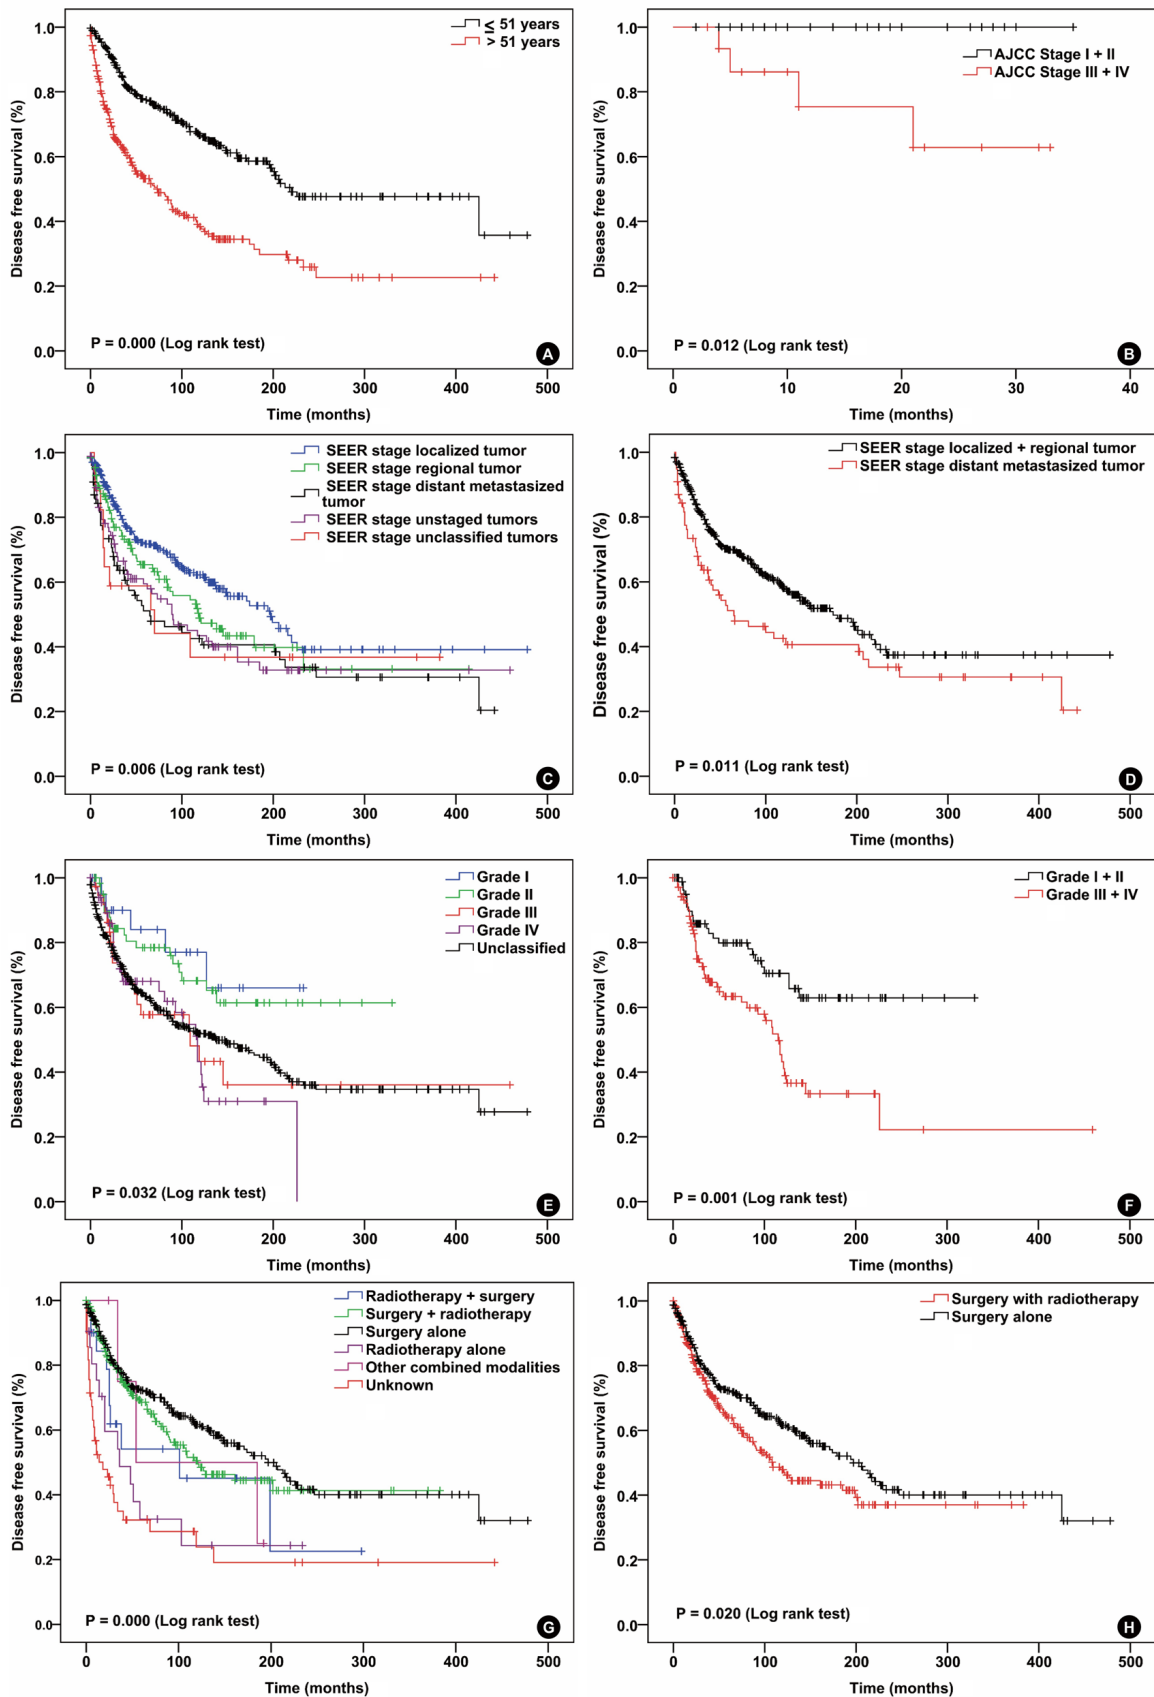 ≤ 51 years
> 51 years
Disease free survival (%)
1.0
0.8
0.6
0.4
0.2
0.0
P = 0.000 (Log rank test)
A
0 100 200 300 400 500
Time (months)
AJCC Stage I + II
AJCC Stage III + IV
Disease free survival (%)
1.0
0.8
0.6
0.4
0.2
0.0
P = 0.012 (Log rank test)
B
0 10 20 30 40
Time (months)
SEER stage localized tumor
SEER stage regional tumor
SEER stage distant metastasized
tumor
SEER stage unstaged tumors
SEER stage unclassified tumors
Disease free survival (%)
1.0
0.8
0.6
0.4
0.2
0.0
P = 0.006 (Log rank test)
C
0 100 200 300 400 500
Time (months)
SEER stage localized + regional tumor
SEER stage distant metastasized tumor
Disease free survival (%)
1.0
0.8
0.6
0.4
0.2
0.0
P = 0.011 (Log rank test)
D
0 100 200 300 400 500
Time (months)
Grade I
Grade II
Grade III
Grade IV
Unclassified
Disease free survival (%)
1.0
0.8
0.6
0.4
0.2
0.0
P = 0.032 (Log rank test)
E
0 100 200 300 400 500
Time (months)
Grade I + II
Grade III + IV
Disease free survival (%)
1.0
0.8
0.6
0.4
0.2
0.0
P = 0.001 (Log rank test)
F
0 100 200 300 400 500
Time (months)
Radiotherapy + surgery
Surgery + radiotherapy
Surgery alone
Radiotherapy alone
Other combined modalities
Unknown
Disease free survival (%)
1.0
0.8
0.6
0.4
0.2
0.0
P = 0.000 (Log rank test)
G
0 100 200 300 400 500
Time (months)
Surgery with radiotherapy
Surgery alone
Disease free survival (%)
1.0
0.8
0.6
0.4
0.2
0.0
P = 0.020 (Log rank test)
H
0 100 200 300 400 500
Time (months)